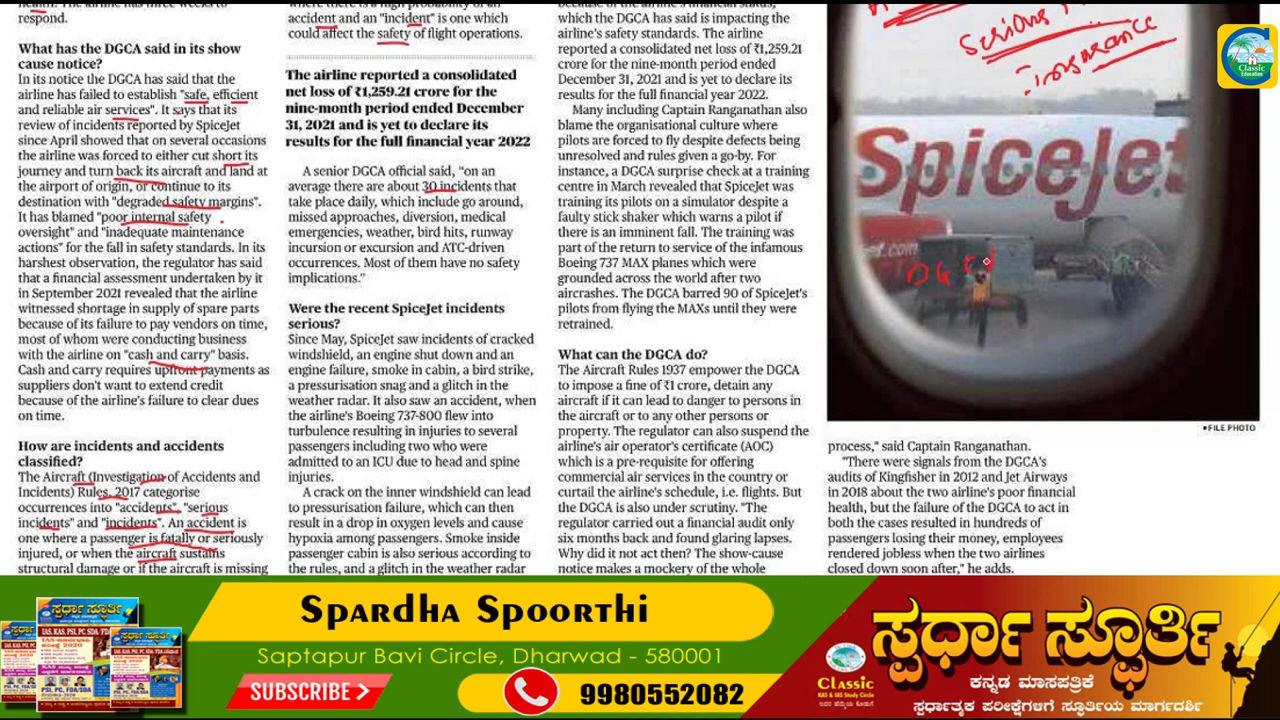 health. The airline has three weeks to
respond.
What has the DGCA said in its show
cause notice?
In its notice the DGCA has said that the
airline has failed to establish "safe, efficient
and reliable air services". It says that its
review of incidents reported by SpiceJet
since April showed that on several occasions
the airline was forced to either cut short its
journey and turn back its aircraft and land at
the airport of origin, or continue to its
destination with "degraded safety margins".
It has blamed "poor internal safety
oversight" and "inadequate maintenance
actions" for the fall in safety standards. In its
harshest observation, the regulator has said
that a financial assessment undertaken by it
in September 2021 revealed that the airline
witnessed shortage in supply of spare parts
because of its failure to pay vendors on time,
most of whom were conducting business
with the airline on "cash and carry" basis.
Cash and carry requires upfront payments as
suppliers don't want to extend credit
because of the airline's failure to clear dues
on time.
How are incidents and accidents
classified?
The Aircraft (Investigation of Accidents and
Incidents) Rules, 2017 categorise
occurrences into "accidents", "serious
incidents" and "incidents". An accident is
one where a passenger is fatally or seriously
injured, or when the aircraft sustains
structural damage or if the aircraft is missing
where there is a high probability of an
accident and an "incident" is one which
could affect the safety of flight operations.
The airline reported a consolidated
net loss of ₹1,259.21 crore for the
nine-month period ended December
31, 2021 and is yet to declare its
results for the full financial year 2022
A senior DGCA official said, "on an
average there are about 30 incidents that
take place daily, which include go around,
missed approaches, diversion, medical
emergencies, weather, bird hits, runway
incursion or excursion and ATC-driven
occurrences. Most of them have no safety
implications."
Were the recent SpiceJet incidents
serious?
Since May, SpiceJet saw incidents of cracked
windshield, an engine shut down and an
engine failure, smoke in cabin, a bird strike,
a pressurisation snag and a glitch in the
weather radar. It also saw an accident, when
the airline's Boeing 737-800 flew into
turbulence resulting in injuries to several
passengers including two who were
admitted to an ICU due to head and spine
injuries.
A crack on the inner windshield can lead
to pressurisation failure, which can then
result in a drop in oxygen levels and cause
hypoxia among passengers. Smoke inside
passenger cabin is also serious according to
the rules, and a glitch in the weather radar
because of the airline's financial status,
which the DGCA has said is impacting the
airline's safety standards. The airline
reported a consolidated net loss of ₹1,259.21
crore for the nine-month period ended
December 31, 2021 and is yet to declare its
results for the full financial year 2022.
Many including Captain Ranganathan also
blame the organisational culture where
pilots are forced to fly despite defects being
unresolved and rules given a go-by. For
instance, a DGCA surprise check at a training
centre in March revealed that SpiceJet was
training its pilots on a simulator despite a
faulty stick shaker which warns a pilot if
there is an imminent fall. The training was
part of the return to service of the infamous
Boeing 737 MAX planes which were
grounded across the world after two
aircrashes. The DGCA barred 90 of SpiceJet's
pilots from flying the MAXs until they were
retrained.
What can the DGCA do?
The Aircraft Rules 1937 empower the DGCA
to impose a fine of ₹1 crore, detain any
aircraft if it can lead to danger to persons in
the aircraft or to any other persons or
property. The regulator can also suspend the
airline's air operator's certificate (AOC)
which is a pre-requisite for offering
commercial air services in the country or
curtail the airline's schedule, i.e. flights. But
the DGCA is also under scrutiny. "The
regulator carried out a financial audit only
six months back and found glaring lapses.
Why did it not act then? The show-cause
notice makes a mockery of the whole
Serious
SpiceJet
.com
DGCA
Classic
Education
FILE PHOTO
process," said Captain Ranganathan.
"There were signals from the DGCA's
audits of Kingfisher in 2012 and Jet Airways
in 2018 about the two airline's poor financial
health, but the failure of the DGCA to act in
both the cases resulted in hundreds of
passengers losing their money, employees
rendered jobless when the two airlines
closed down soon after," he adds.
ಸ್ಪರ್ಧಾ ಸ್ಫೂರ್ತಿ
Spardha Spoorthi
Saptapur Bavi Circle, Dharwad - 580001
SUBSCRIBE
9980552082
Classic
KAS & IAS Study Circle
ಸ್ಪರ್ಧಾ ಸ್ಫೂರ್ತಿ
ಕನ್ನಡ ಮಾಸಪತ್ರಿಕೆ
ಸ್ಪರ್ಧಾತ್ಮಕ ಪರೀಕ್ಷೆಗಳಿಗೆ ಸ್ಫೂರ್ತಿಯ ಮಾರ್ಗದರ್ಶಿ